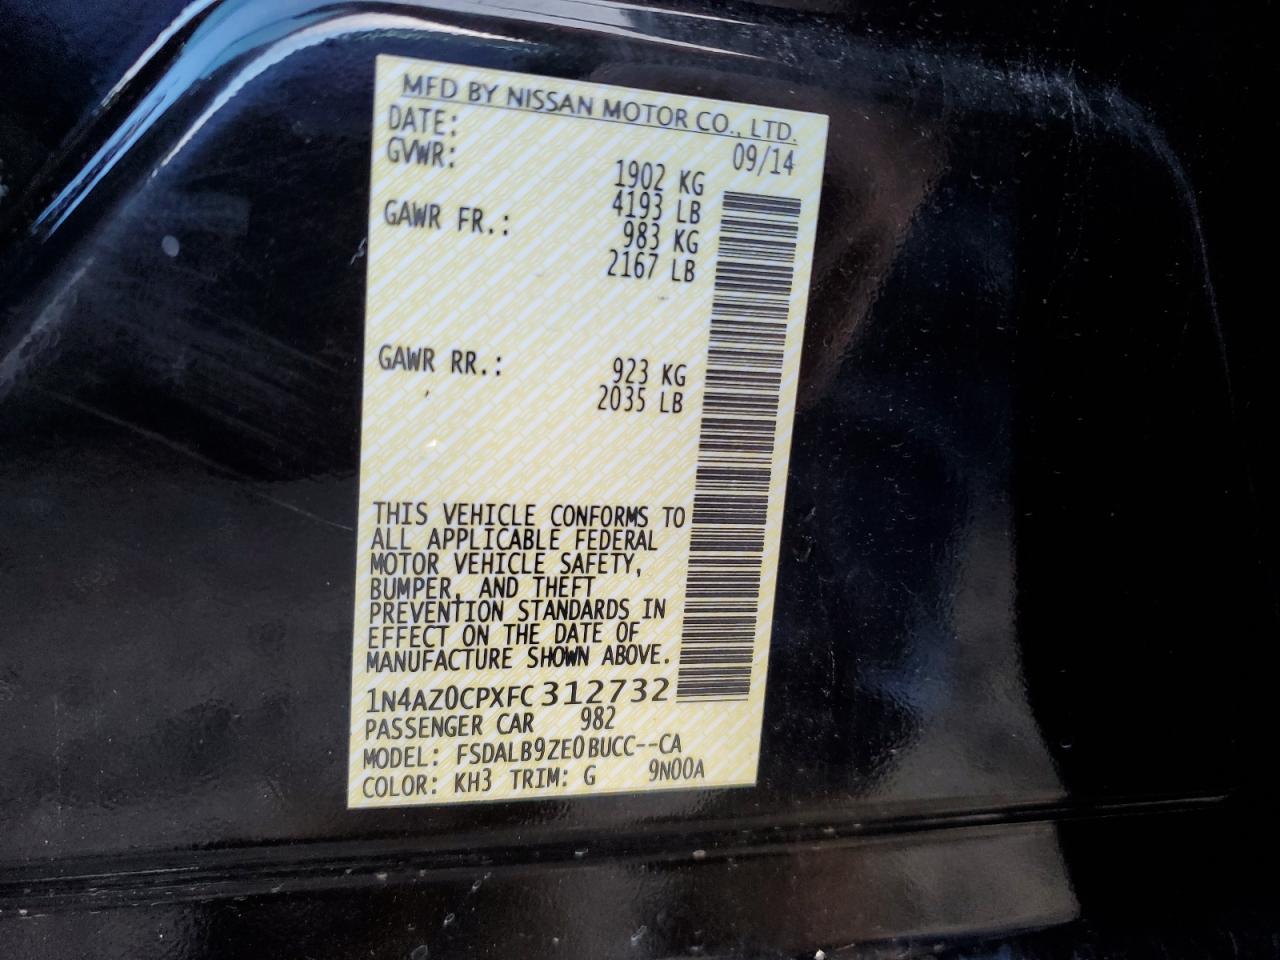 MFD BY NISSAN MOTOR CO., LTD.
DATE: 09/14
GVWR: 1902 KG
4193 LB
GAWR FR.: 983 KG
2167 LB
GAWR RR.: 923 KG
2035 LB
THIS VEHICLE CONFORMS TO
ALL APPLICABLE FEDERAL
MOTOR VEHICLE SAFETY,
BUMPER, AND THEFT
PREVENTION STANDARDS IN
EFFECT ON THE DATE OF
MANUFACTURE SHOWN ABOVE.
1N4AZ0CPXFC312732
PASSENGER CAR 982
MODEL: FSDALB9ZE0BUCC--CA
COLOR: KH3 TRIM: G 9N00A